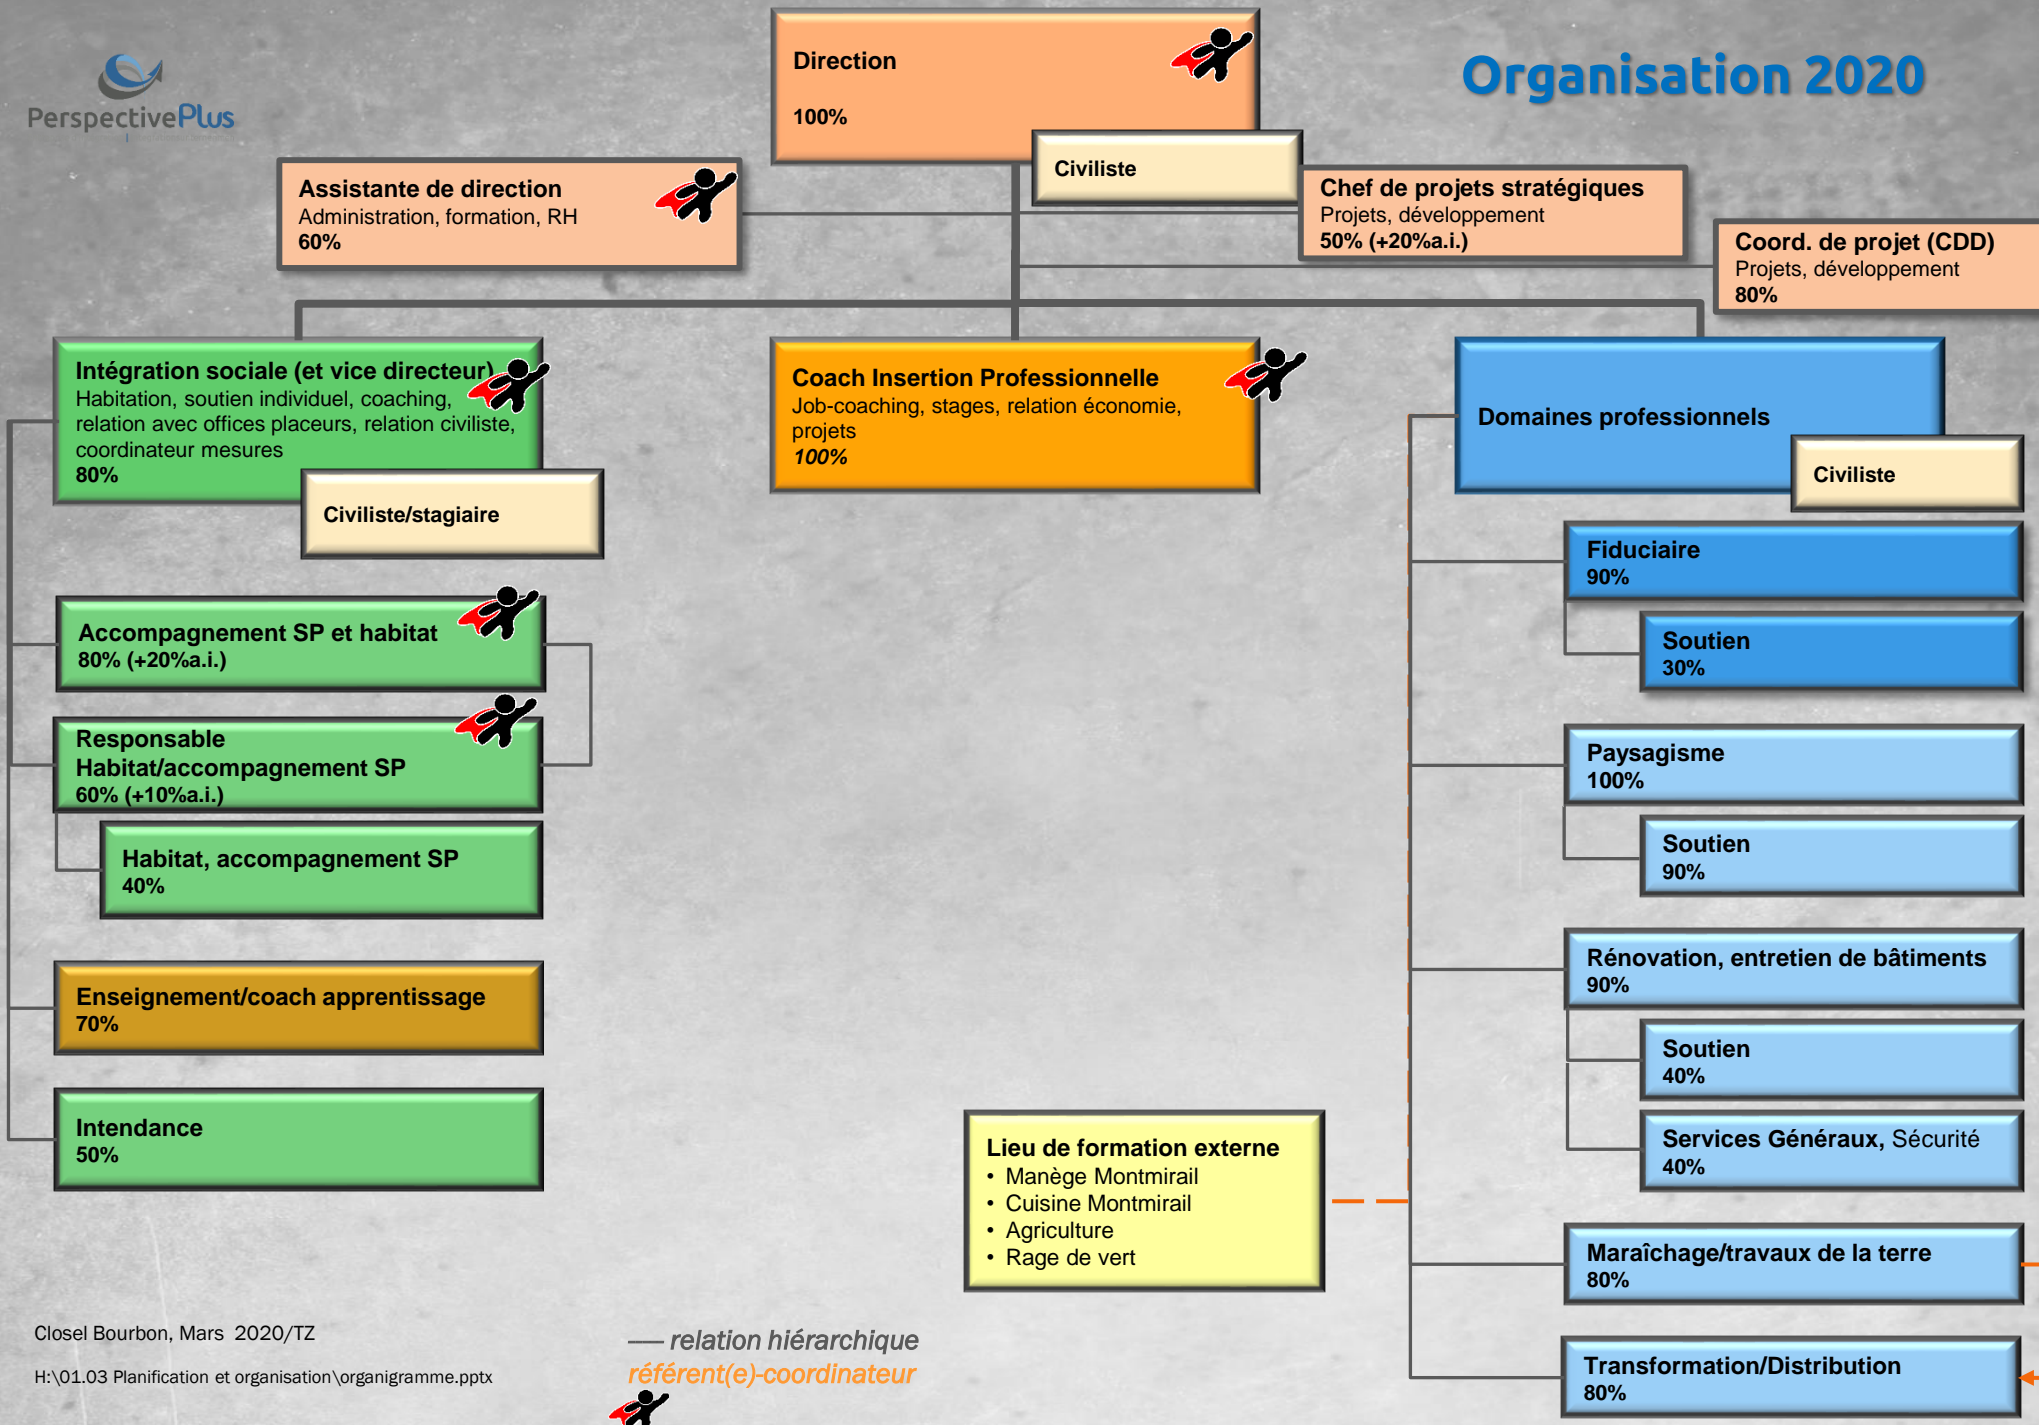 PerspectivePlus
Organisation 2020
Direction
100%
Civiliste
Assistante de direction
Administration, formation, RH
60%
Chef de projets stratégiques
Projets, développement
50% (+20%a.i.)
Coord. de projet (CDD)
Projets, développement
80%
Intégration sociale (et vice directeur)
Habitation, soutien individuel, coaching,
relation avec offices placeurs, relation civiliste,
coordinateur mesures
80%
Civiliste/stagiaire
Accompagnement SP et habitat
80% (+20%a.i.)
Responsable
Habitat/accompagnement SP
60% (+10%a.i.)
Habitat, accompagnement SP
40%
Enseignement/coach apprentissage
70%
Intendance
50%
Coach Insertion Professionnelle
Job-coaching, stages, relation économie,
projets
100%
Lieu de formation externe
• Manège Montmirail
• Cuisine Montmirail
• Agriculture
• Rage de vert
Domaines professionnels
Civiliste
Fiduciaire
90%
Soutien
30%
Paysagisme
100%
Soutien
90%
Rénovation, entretien de bâtiments
90%
Soutien
40%
Services Généraux, Sécurité
40%
Maraîchage/travaux de la terre
80%
Transformation/Distribution
80%
Closel Bourbon, Mars 2020/TZ
H:\01.03 Planification et organisation\organigramme.pptx
relation hiérarchique
référent(e)-coordinateur